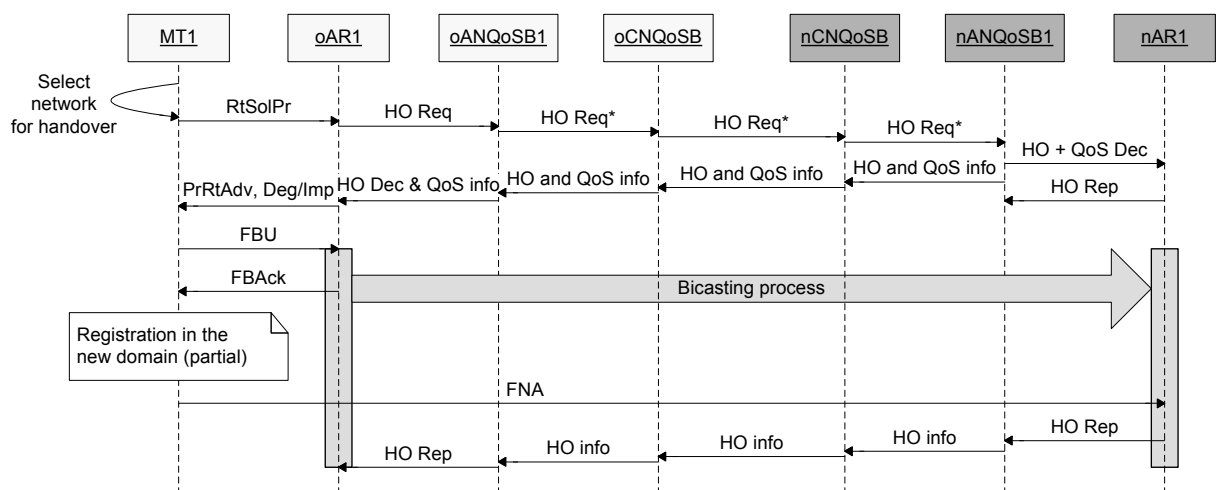 MT1
oAR1
oANQoSB1
oCNQoSB
nCNQoSB
nANQoSB1
nAR1
Select
network
for handover
RtSolPr
HO Req
HO Req*
HO Req*
HO Req*
HO + QoS Dec
PrRtAdv, Deg/Imp
HO Dec & QoS info
HO and QoS info
HO and QoS info
HO and QoS info
HO Rep
FBU
FBAck
Bicasting process
Registration in the
new domain (partial)
FNA
HO Rep
HO info
HO info
HO info
HO Rep